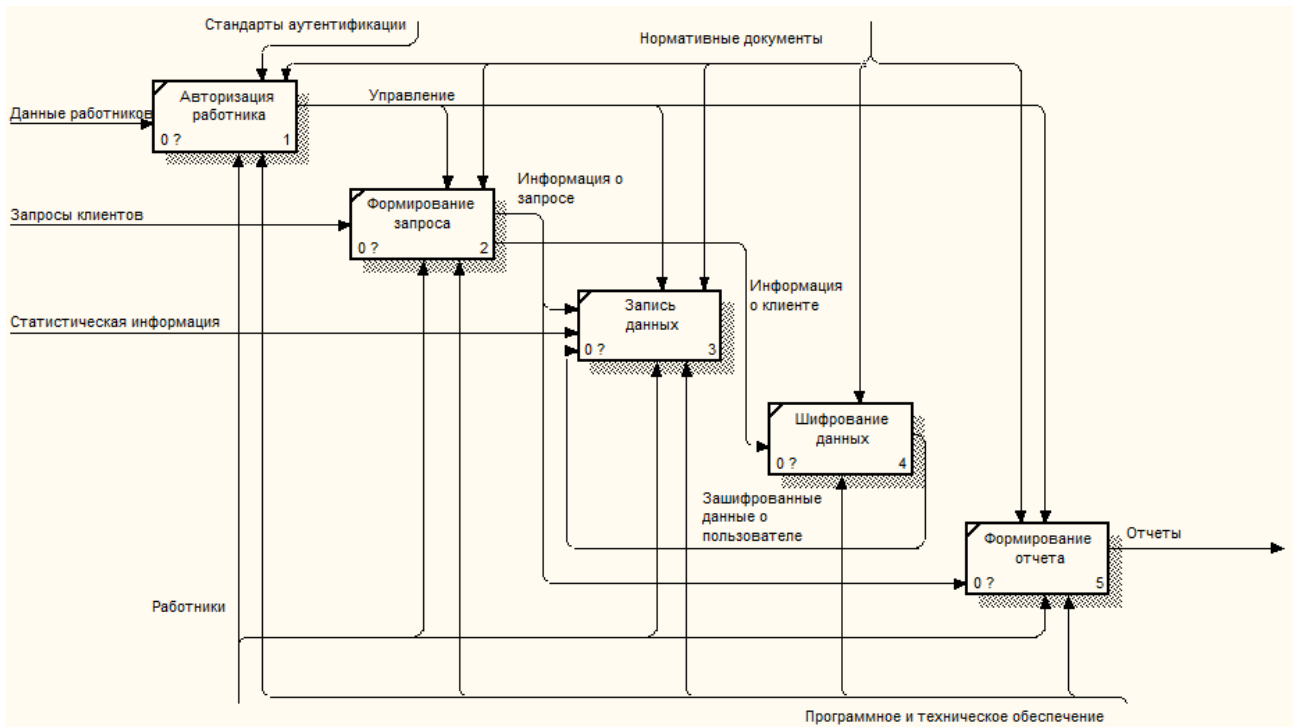 Стандарты аутентификации
Нормативные документы
Авторизация
работника
0 ?
1
Управление
Данные работников
Информация о
запросе
Формирование
запроса
0 ?
2
Запросы клиентов
Информация
о клиенте
Запись
данных
0 ?
3
Статистическая информация
Шифрование
данных
0 ?
4
Зашифрованные
данные о
пользователе
Формирование
отчета
0 ?
5
Отчеты
Работники
Программное и техническое обеспечение